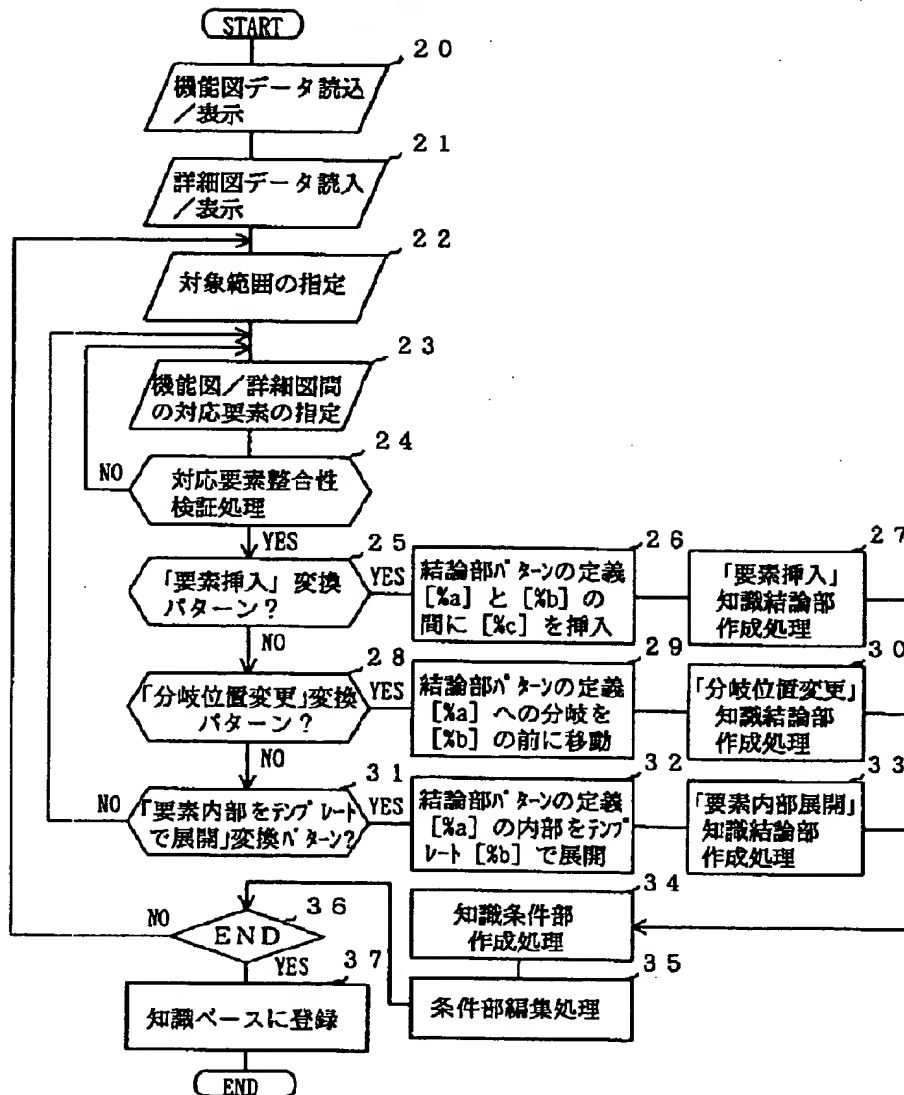 START
20
機能図データ読込
／表示
21
詳細図データ読入
／表示
22
対象範囲の指定
23
機能図／詳細図間
の対応要素の指定
24
NO
対応要素整合性
検証処理
YES
25
「要素挿入」変換
パターン？
YES
26
結論部パターンの定義
[%a] と [%b] の
間に [%c] を挿入
27
「要素挿入」
知識結論部
作成処理
NO
28
「分岐位置変更」変換
パターン？
YES
29
結論部パターンの定義
[%a] への分岐を
[%b] の前に移動
30
「分岐位置変更」
知識結論部
作成処理
NO
31
NO
「要素内部をテンプレート
で展開」変換パターン？
YES
32
結論部パターンの定義
[%a] の内部をテンプ
レート [%b] で展開
33
「要素内部展開」
知識結論部
作成処理
34
知識条件部
作成処理
35
条件部編集処理
36
NO
END
YES
37
知識ベースに登録
END